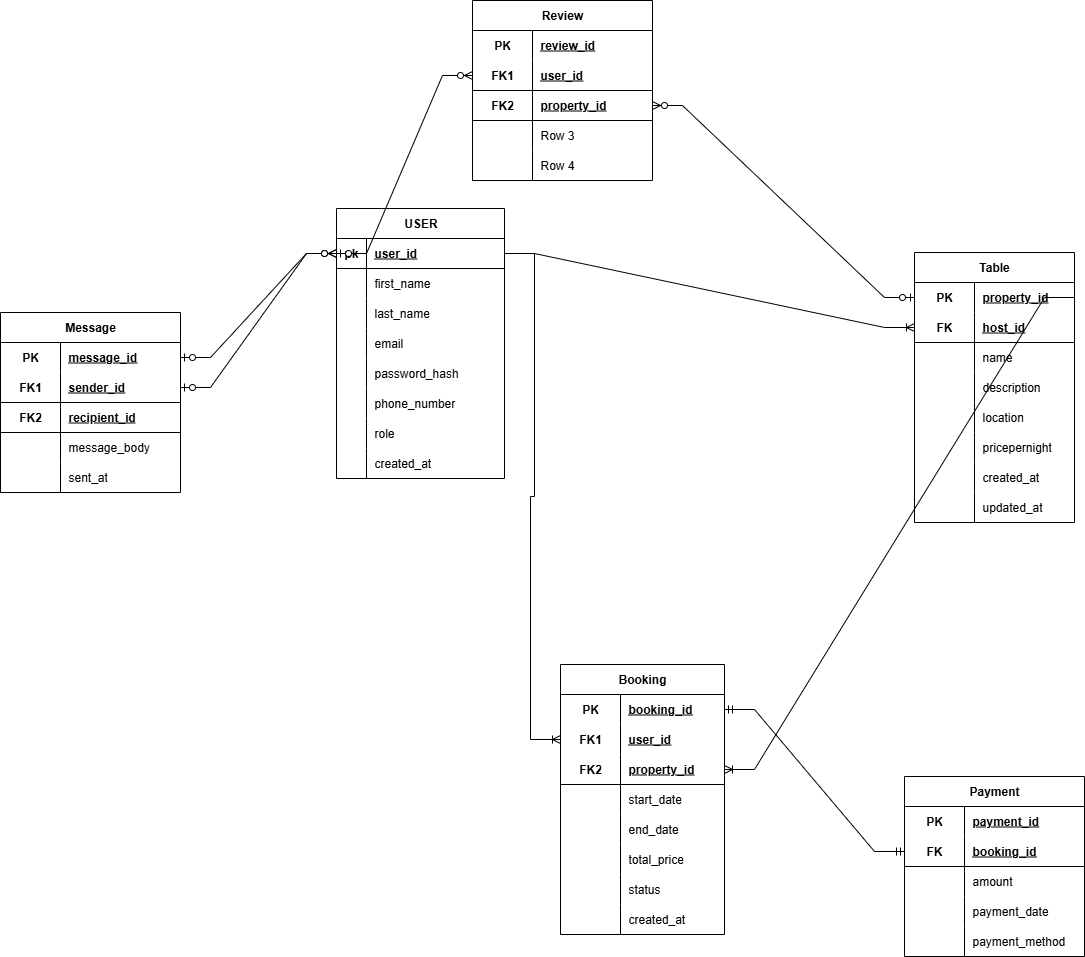 Review
PK review_id
FK1 user_id
FK2 property_id
Row 3
Row 4
USER
pk user_id
first_name
last_name
email
password_hash
phone_number
role
created_at
Table
PK property_id
FK host_id
name
description
location
pricepernight
created_at
updated_at
Message
PK message_id
FK1 sender_id
FK2 recipient_id
message_body
sent_at
Booking
PK booking_id
FK1 user_id
FK2 property_id
start_date
end_date
total_price
status
created_at
Payment
PK payment_id
FK booking_id
amount
payment_date
payment_method